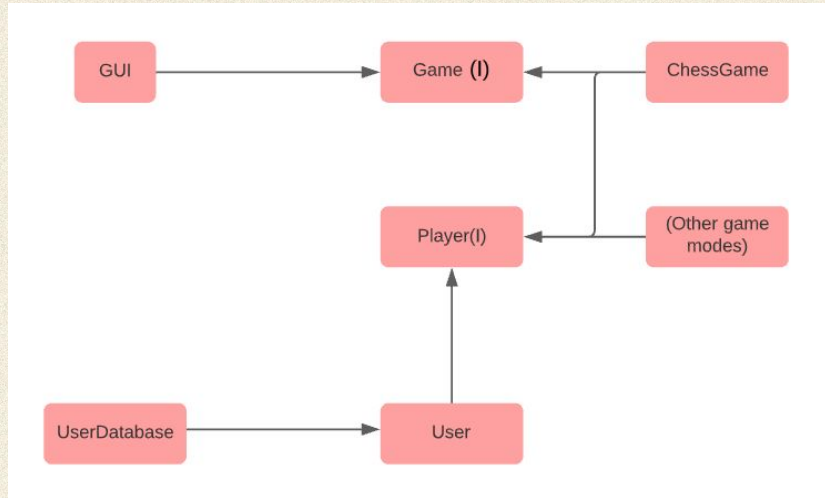 GUI
Game (I)
ChessGame
Player(I)
(Other game
modes)
UserDatabase
User